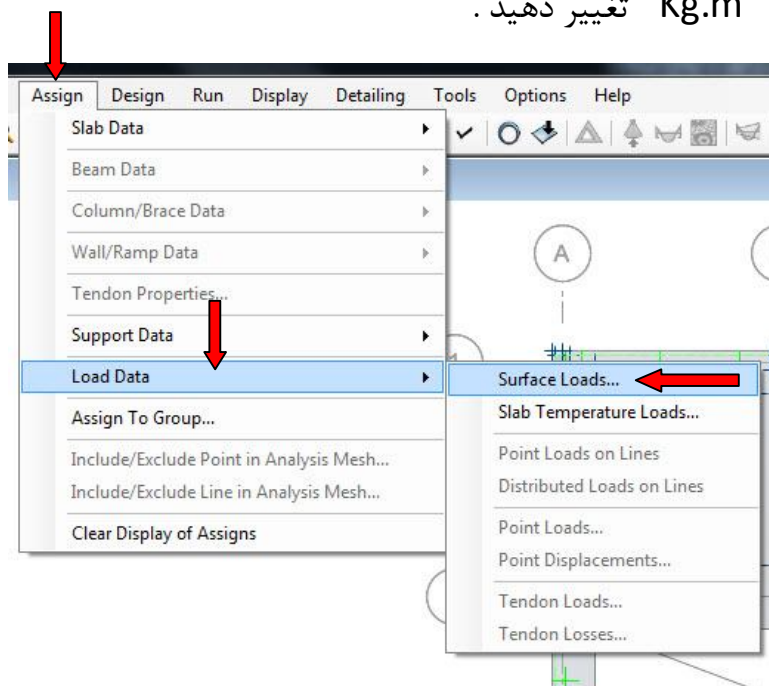 Kg.m تغییر دهید .
Assign Design Run Display Detailing Tools Options Help
Slab Data
Beam Data
Column/Brace Data
Wall/Ramp Data
Tendon Properties...
Support Data
Load Data
Assign To Group...
Include/Exclude Point in Analysis Mesh...
Include/Exclude Line in Analysis Mesh...
Clear Display of Assigns
A
Surface Loads...
Slab Temperature Loads...
Point Loads on Lines
Distributed Loads on Lines
Point Loads...
Point Displacements...
Tendon Loads...
Tendon Losses...